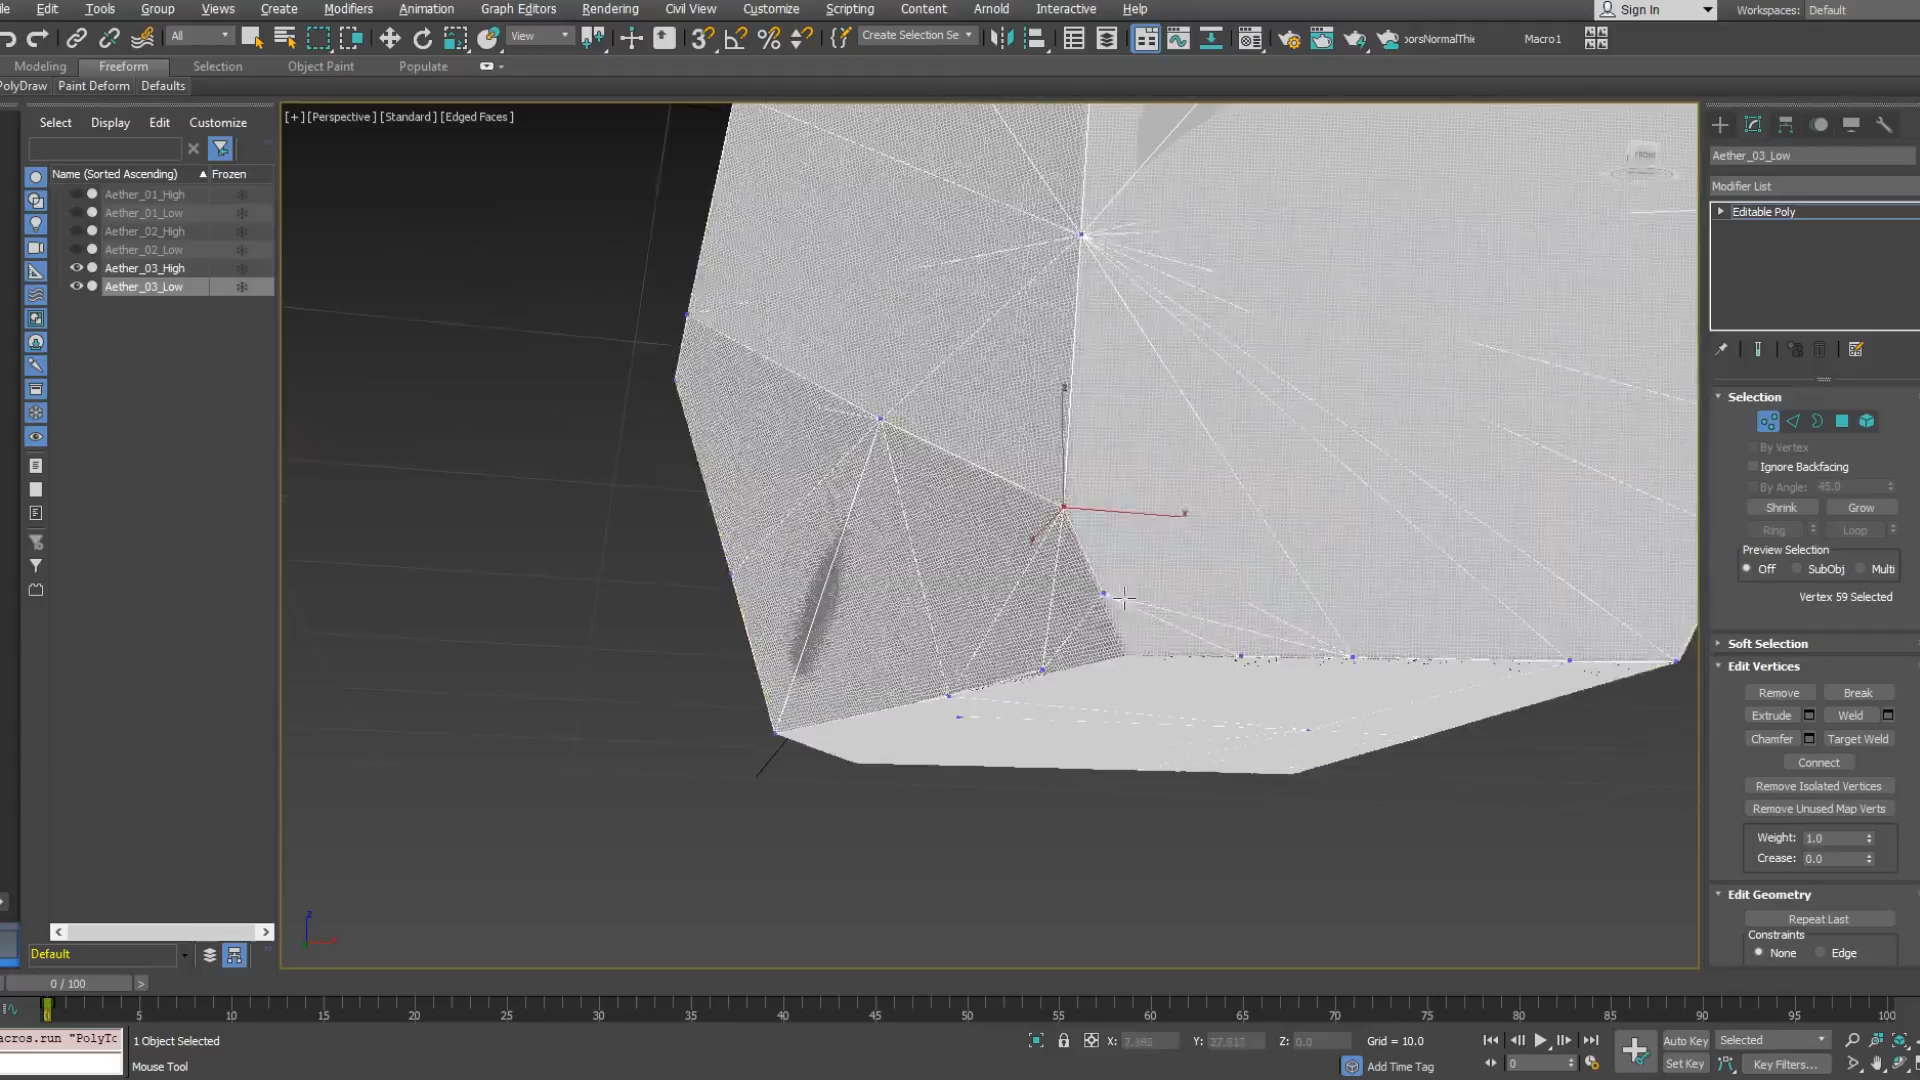 Edit Tools Group Views Create Modifiers Animation Graph Editors Rendering Civil View Customize Scripting Content Arnold Interactive Help
Sign In
Workspaces: Default
All
View
Create Selection Se
oorsNormalThie
Macro1
Modeling Freeform Selection Object Paint Populate
PolyDraw Paint Deform Defaults
Select Display Edit Customize
Name (Sorted Ascending) Frozen
Aether_01_High
Aether_01_Low
Aether_02_High
Aether_02_Low
Aether_03_High
Aether_03_Low
[+] [Perspective] [Standard] [Edged Faces]
FRONT
Aether_03_Low
Modifier List
Editable Poly
Selection
By Vertex
Ignore Backfacing
By Angle: 45.0
Shrink Grow
Ring Loop
Preview Selection
Off SubObj Multi
Vertex 59 Selected
Soft Selection
Edit Vertices
Remove Break
Extrude Weld
Chamfer Target Weld
Connect
Remove Isolated Vertices
Remove Unused Map Verts
Weight: 1.0
Crease: 0.0
Edit Geometry
Repeat Last
Constraints
None Edge
Default
0 / 100
0 5 10 15 20 25 30 35 40 45 50 55 60 65 70 75 80 85 90 95 100
acros.run "PolyTo
1 Object Selected
Mouse Tool
X: Y: Z: 0.0
Grid = 10.0
Add Time Tag
0
Auto Key Selected
Set Key Key Filters...